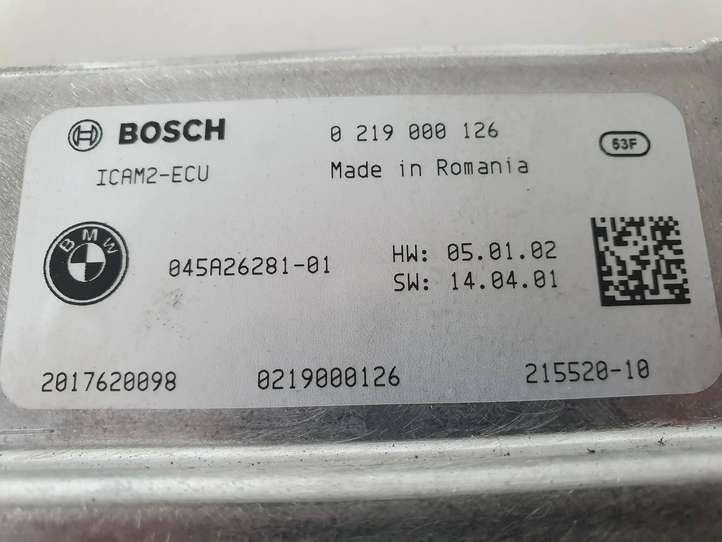 BOSCH 0 219 000 126 53F
ICAM2-ECU Made in Romania
BMW 045A26281-01 HW: 05.01.02
SW: 14.04.01
2017620098 0219000126 215520-10